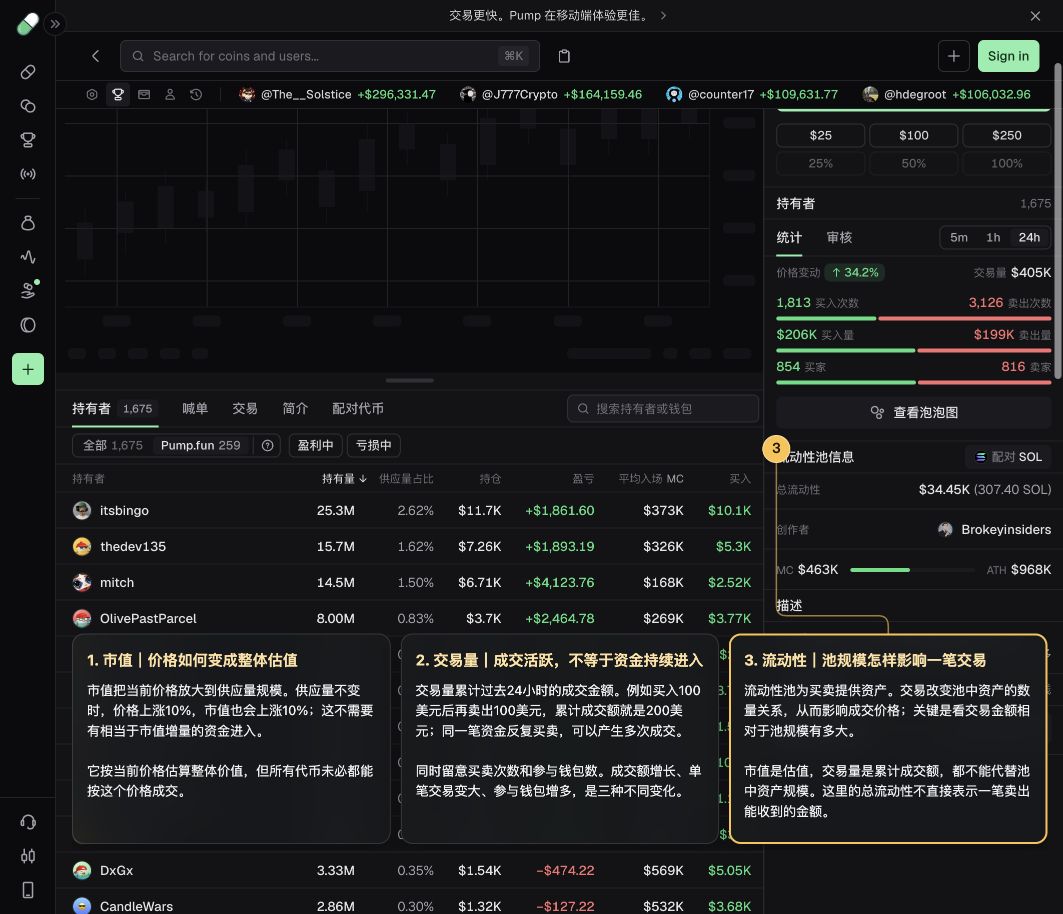 交易更快。Pump 在移动端体验更佳。
Search for coins and users...
⌘K
Sign in
@The__Solstice +$296,331.47
@J777Crypto +$164,159.46
@counter17 +$109,631.77
@hdegroot +$106,032.96
$25 $100 $250
25% 50% 100%
持有者 1,675
统计 审核 5m 1h 24h
价格变动 ↑ 34.2% 交易量 $405K
1,813 买入次数 3,126 卖出次数
$206K 买入量 $199K 卖出量
854 买家 816 卖家
查看泡泡图
3
流动性池信息 配对 SOL
总流动性 $34.45K (307.40 SOL)
创作者 Brokeyinsiders
MC $463K ATH $968K
描述
持有者 1,675 喊单 交易 简介 配对代币 搜索持有者或钱包
全部 1,675 Pump.fun 259 盈利中 亏损中
持有者 持有量 ↓ 供应量占比 持仓 盈亏 平均入场 MC 买入
itsbingo 25.3M 2.62% $11.7K +$1,861.60 $373K $10.1K
thedev135 15.7M 1.62% $7.26K +$1,893.19 $326K $5.3K
mitch 14.5M 1.50% $6.71K +$4,123.76 $168K $2.52K
OlivePastParcel 8.00M 0.83% $3.7K +$2,464.78 $269K $3.77K
1. 市值｜价格如何变成整体估值
市值把当前价格放大到供应量规模。供应量不变
时，价格上涨10%，市值也会上涨10%；这不需要
有相当于市值增量的资金进入。
它按当前价格估算整体价值，但所有代币未必都能
按这个价格成交。
2. 交易量｜成交活跃，不等于资金持续进入
交易量累计过去24小时的成交金额。例如买入100
美元后再卖出100美元，累计成交额就是200美
元；同一笔资金反复买卖，可以产生多次成交。
同时留意买卖次数和参与钱包数。成交额增长、单
笔交易变大、参与钱包增多，是三种不同变化。
3. 流动性｜池规模怎样影响一笔交易
流动性池为买卖提供资产。交易改变池中资产的数
量关系，从而影响成交价格；关键是看交易金额相
对于池规模有多大。
市值是估值，交易量是累计成交额，都不能代替池
中资产规模。这里的总流动性不直接表示一笔卖出
能收到的金额。
DxGx 3.33M 0.35% $1.54K −$474.22 $569K $5.05K
CandleWars 2.86M 0.30% $1.32K −$127.22 $532K $3.68K